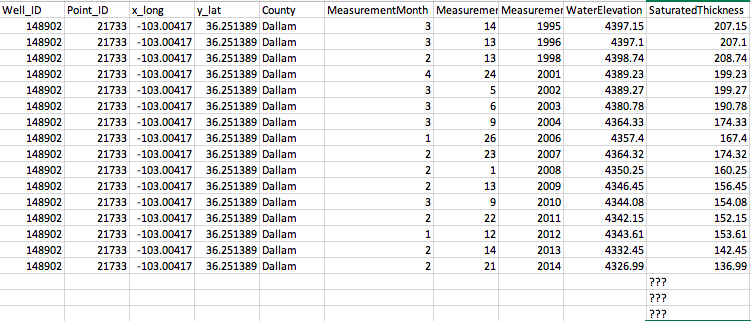 Well_ID Point_ID x_long y_lat County MeasurementMonth Measuremer Measuremer WaterElevation SaturatedThickness
148902 21733 -103.00417 36.251389 Dallam 3 14 1995 4397.15 207.15
148902 21733 -103.00417 36.251389 Dallam 3 13 1996 4397.1 207.1
148902 21733 -103.00417 36.251389 Dallam 2 13 1998 4398.74 208.74
148902 21733 -103.00417 36.251389 Dallam 4 24 2001 4389.23 199.23
148902 21733 -103.00417 36.251389 Dallam 3 5 2002 4389.27 199.27
148902 21733 -103.00417 36.251389 Dallam 3 6 2003 4380.78 190.78
148902 21733 -103.00417 36.251389 Dallam 3 9 2004 4364.33 174.33
148902 21733 -103.00417 36.251389 Dallam 1 26 2006 4357.4 167.4
148902 21733 -103.00417 36.251389 Dallam 2 23 2007 4364.32 174.32
148902 21733 -103.00417 36.251389 Dallam 2 1 2008 4350.25 160.25
148902 21733 -103.00417 36.251389 Dallam 2 13 2009 4346.45 156.45
148902 21733 -103.00417 36.251389 Dallam 3 9 2010 4344.08 154.08
148902 21733 -103.00417 36.251389 Dallam 2 22 2011 4342.15 152.15
148902 21733 -103.00417 36.251389 Dallam 1 12 2012 4343.61 153.61
148902 21733 -103.00417 36.251389 Dallam 2 14 2013 4332.45 142.45
148902 21733 -103.00417 36.251389 Dallam 2 21 2014 4326.99 136.99
???
???
???